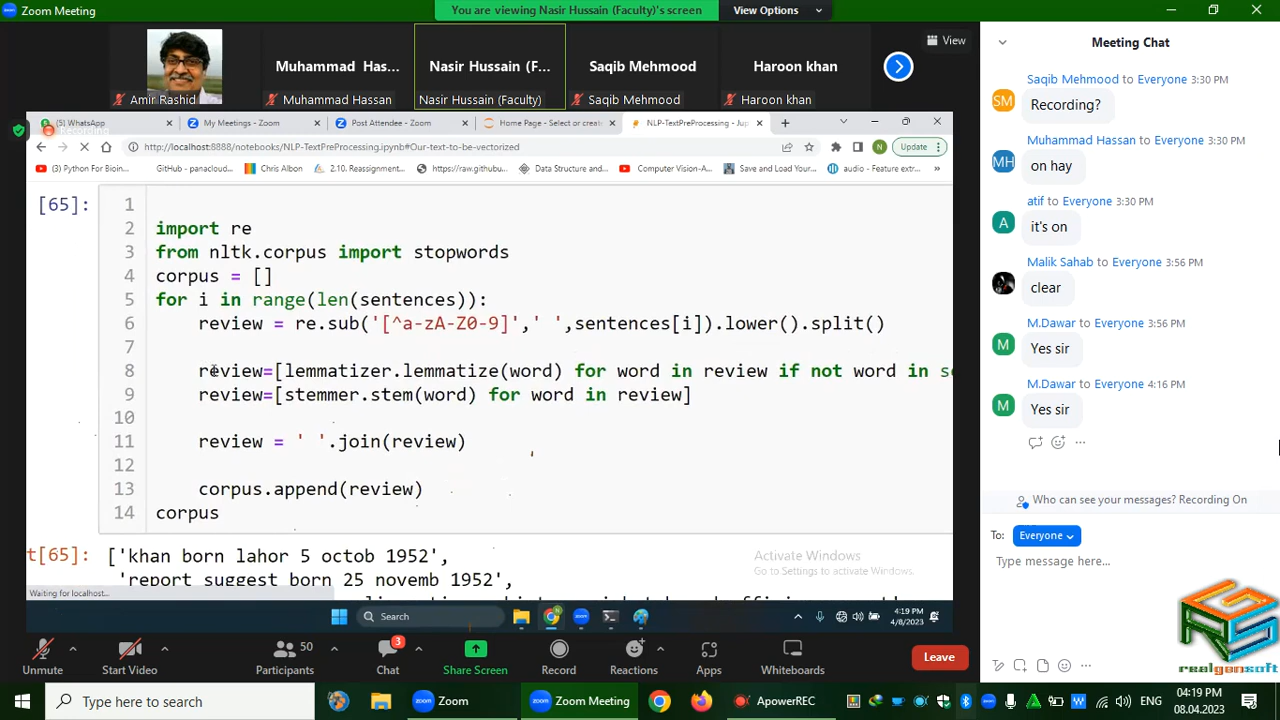 Zoom Meeting
You are viewing Nasir Hussain (Faculty)'s screen
View Options
Muhammad Has...
Nasir Hussain (F...
Saqib Mehmood
Haroon khan
View
Amir Rashid
Muhammad Hassan
Nasir Hussain (Faculty)
Saqib Mehmood
Haroon khan
Recording
(5) WhatsApp
My Meetings - Zoom
Post Attendee - Zoom
Home Page - Select or create
NLP-TextPreProcessing - Jup
http://localhost:8888/notebooks/NLP-TextPreProcessing.ipynb#Our-text-to-be-vectorized
Update
(3) Python For Bioin...
GitHub - panacloud...
Chris Albon
2.10. Reassignment...
https://raw.githubu...
Data Structure and...
Computer Vision-A...
Save and Load Your...
audio - Feature extr...
[65]:
1
2 import re
3 from nltk.corpus import stopwords
4 corpus = []
5 for i in range(len(sentences)):
6 review = re.sub('[^a-zA-Z0-9]',' ',sentences[i]).lower().split()
7
8 review=[lemmatizer.lemmatize(word) for word in review if not word in s
9 review=[stemmer.stem(word) for word in review]
10
11 review = ' '.join(review)
12
13 corpus.append(review)
14 corpus
t[65]: ['khan born lahor 5 octob 1952',
'report suggest born 25 novemb 1952',
Activate Windows
Go to Settings to activate Windows.
Waiting for localhost...
Search
4:19 PM
4/8/2023
Unmute
Start Video
50
Participants
3
Chat
Share Screen
Record
Reactions
Apps
Whiteboards
Leave
Meeting Chat
Saqib Mehmood to Everyone 3:30 PM
SM
Recording?
Muhammad Hassan to Everyone 3:30 PM
MH
on hay
atif to Everyone 3:30 PM
A
it's on
Malik Sahab to Everyone 3:56 PM
clear
M.Dawar to Everyone 3:56 PM
M
Yes sir
M.Dawar to Everyone 4:16 PM
M
Yes sir
Who can see your messages? Recording On
To: Everyone
Type message here...
realgensoft
Type here to search
Zoom
Zoom Meeting
ApowerREC
ENG
04:19 PM
08.04.2023